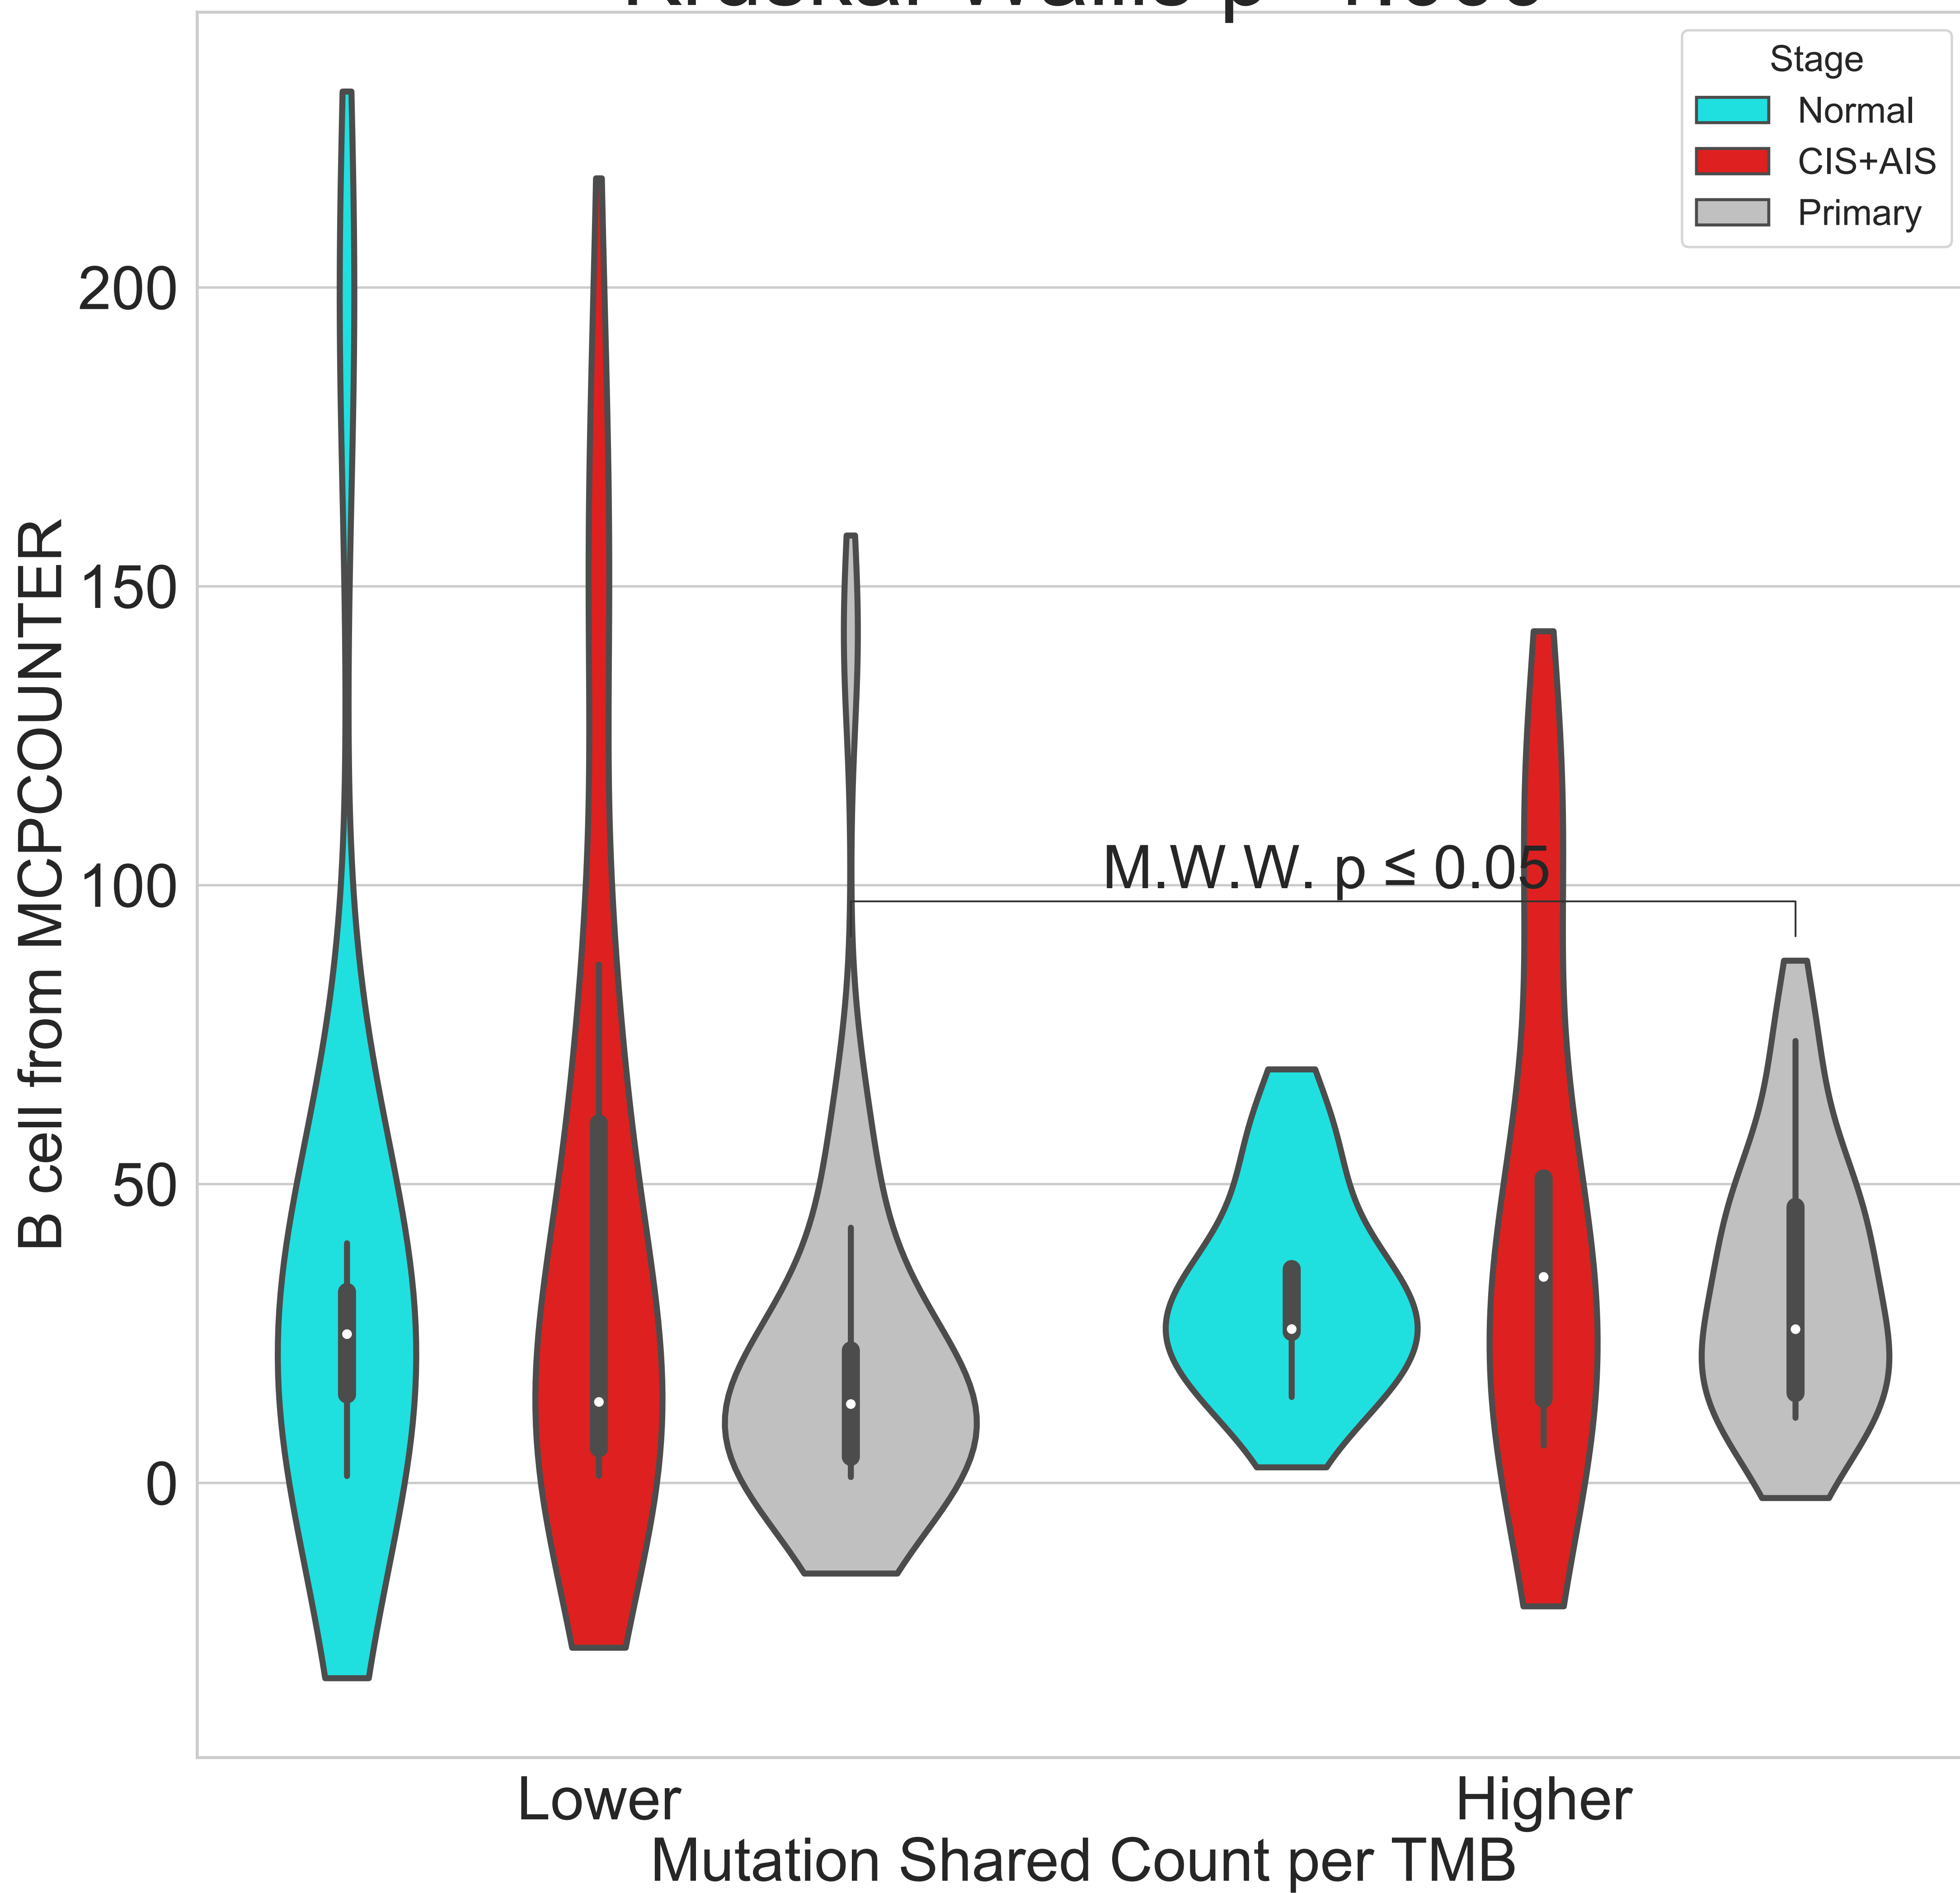 Stage
Normal
CIS+AIS
Primary
200
150
100
50
0
B cell from MCPCOUNTER
M.W.W. p ≤ 0.05
Lower
Higher
Mutation Shared Count per TMB